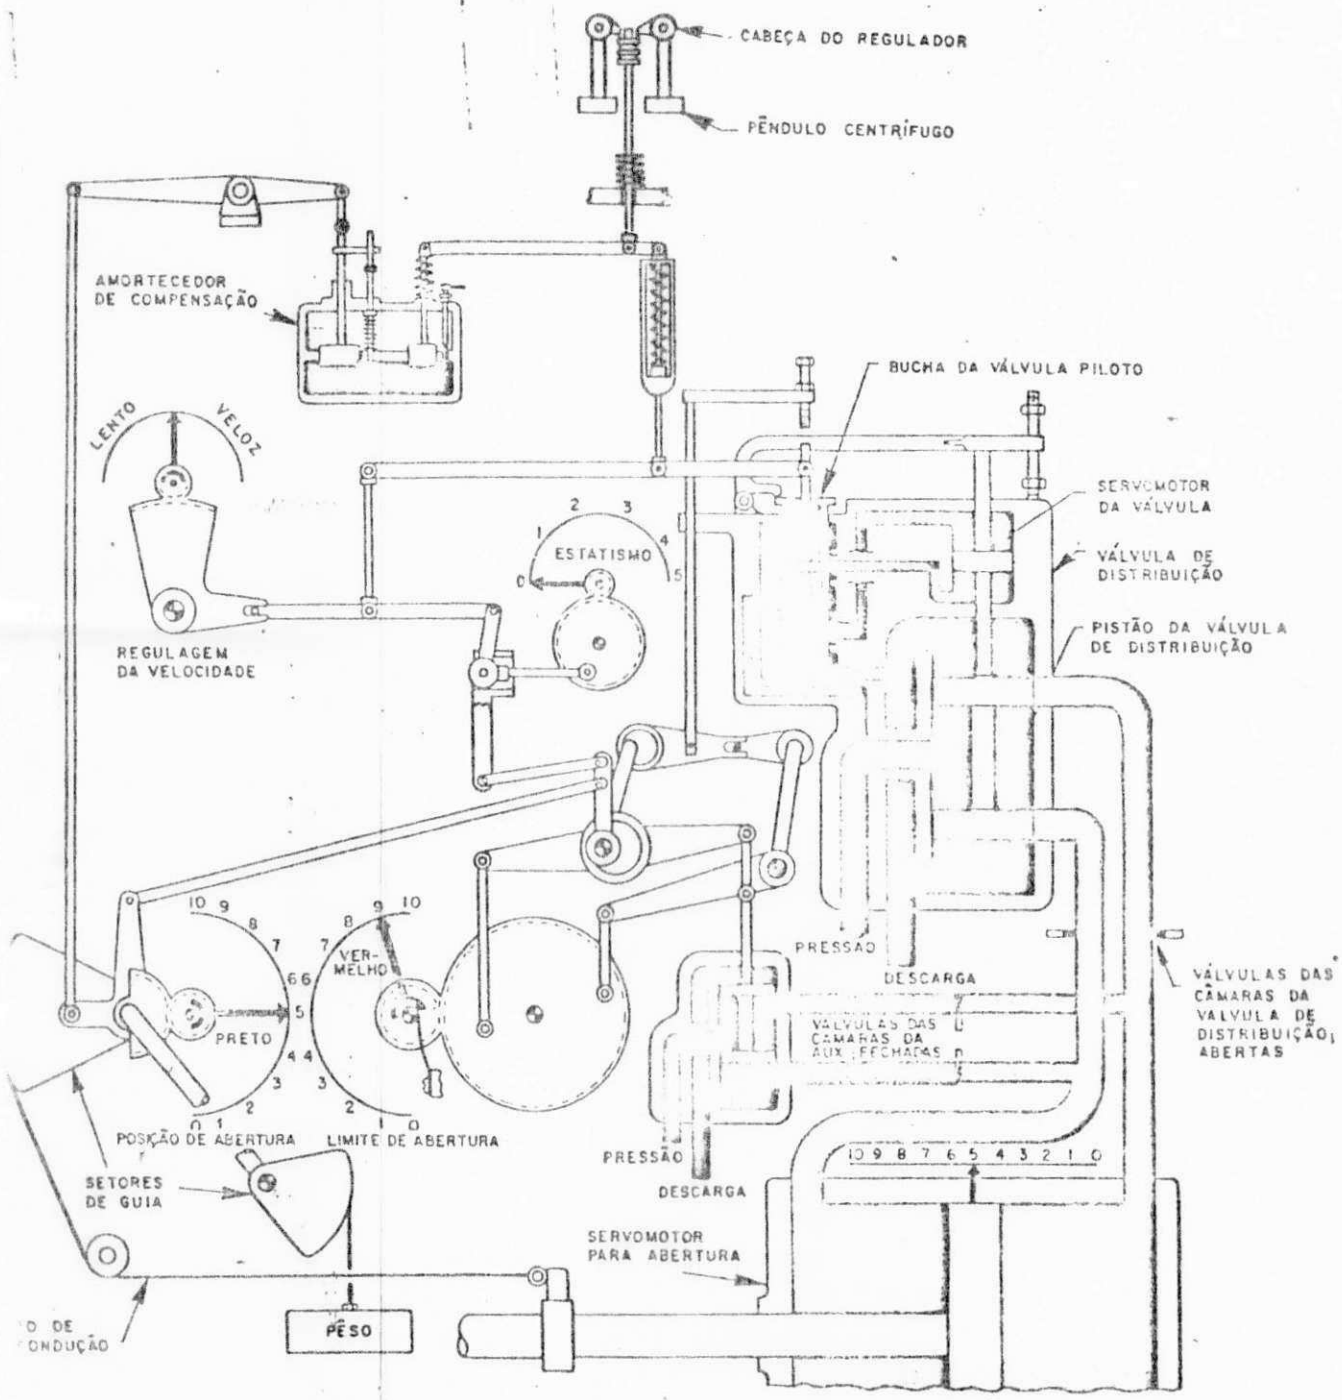 CABEÇA DO REGULADOR
PÊNDULO CENTRÍFUGO
AMORTECEDOR
DE COMPENSAÇÃO
BUCHA DA VÁLVULA PILOTO
LENTO
VELOZ
SERVOMOTOR
DA VÁLVULA
VÁLVULA DE
DISTRIBUIÇÃO
0 1 2 3 4 5
ESTATISMO
PISTÃO DA VÁLVULA
DE DISTRIBUIÇÃO
REGULAGEM
DA VELOCIDADE
10 9 8 7 6 5 4 3 2 1 0
PRETO
POSIÇÃO DE ABERTURA
10 9 8 7 6 4 3 2 1 0
VER-
MELHO
LIMITE DE ABERTURA
PRESSÃO
DESCARGA
VÁLVULAS DAS
CÂMARAS DA
VALVULA DE
DISTRIBUIÇÃO,
ABERTAS
VÁLVULAS DAS
CÂMARAS DA
AUX. FECHADAS
PRESSÃO
DESCARGA
10 9 8 7 6 5 4 3 2 1 0
SETORES
DE GUIA
SERVOMOTOR
PARA ABERTURA
PÊSO
O DE
ONDUÇÃO